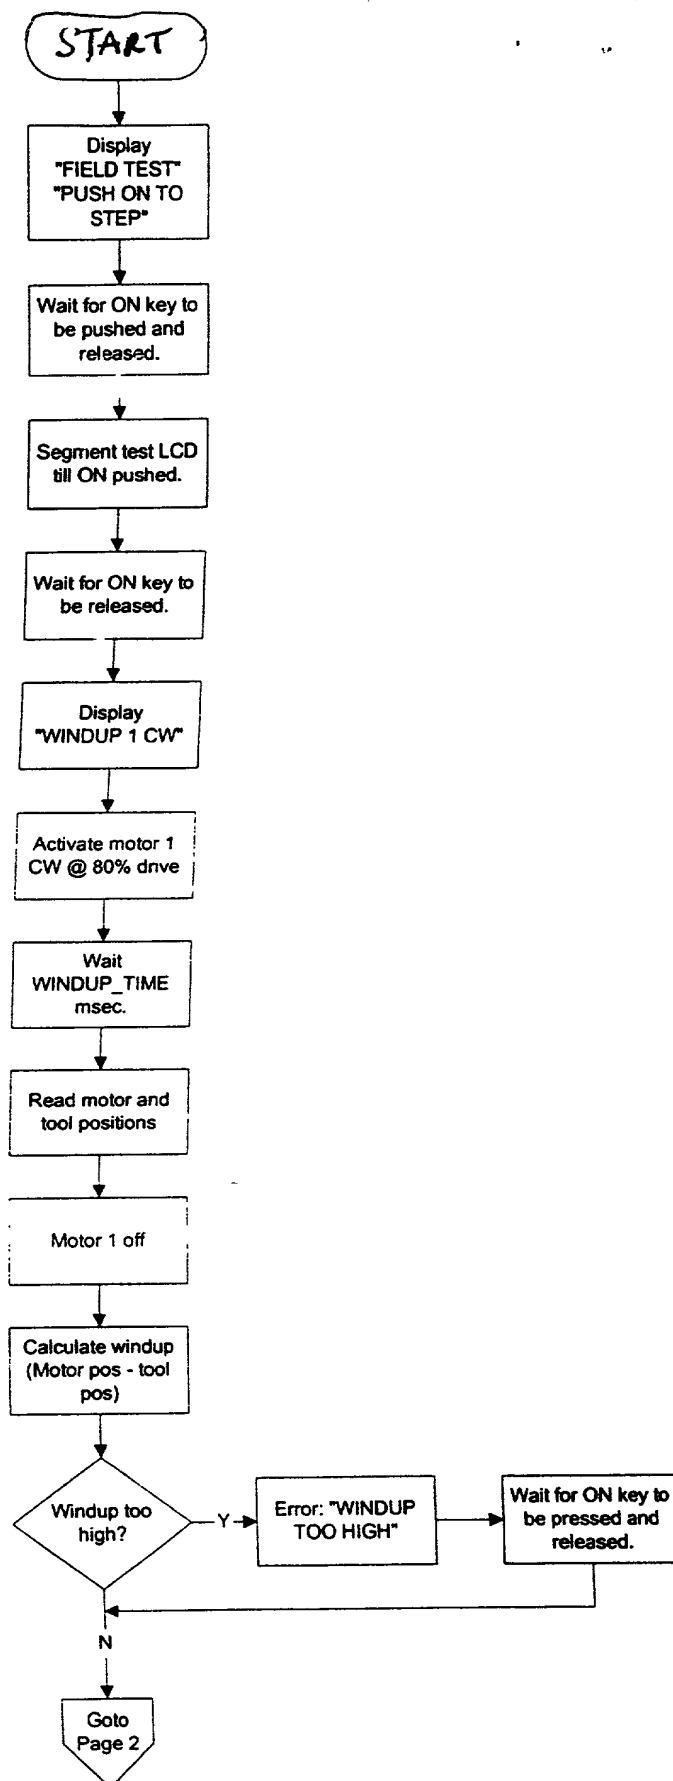 START
Display
"FIELD TEST"
"PUSH ON TO
STEP"
Wait for ON key to
be pushed and
released.
Segment test LCD
till ON pushed.
Wait for ON key to
be released.
Display
"WINDUP 1 CW"
Activate motor 1
CW @ 80% drive
Wait
WINDUP_TIME
msec.
Read motor and
tool positions
Motor 1 off
Calculate windup
(Motor pos - tool
pos)
Windup too
high?
Y
Error: "WINDUP
TOO HIGH"
Wait for ON key to
be pressed and
released.
N
Goto
Page 2